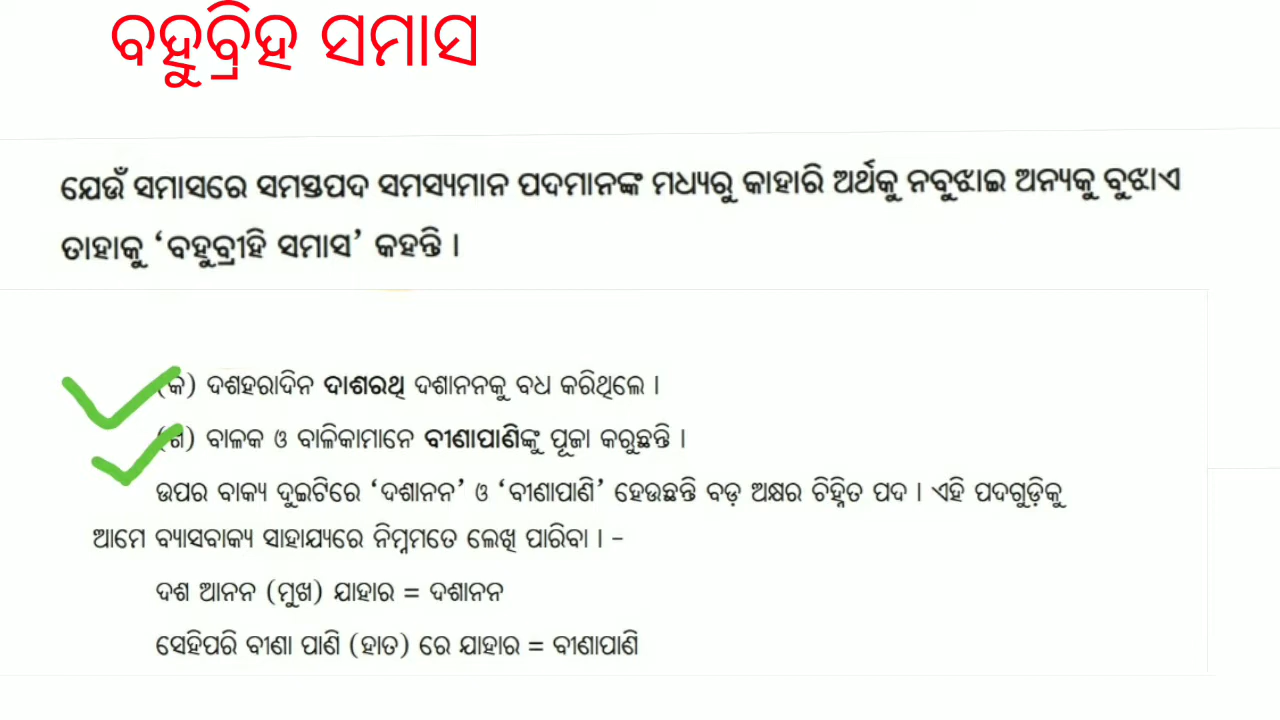 ବହୁବ୍ରିହ ସମାସ
ଯେଉଁ ସମାସରେ ସମସ୍ତପଦ ସମସ୍ୟମାନ ପଦମାନଙ୍କ ମଧ୍ୟରୁ କାହାରି ଅର୍ଥକୁ ନବୁଝାଇ ଅନ୍ୟକୁ ବୁଝାଏ
ତାହାକୁ ‘ବହୁବ୍ରୀହି ସମାସ’ କହନ୍ତି ।
(କ) ଦଶହରାଦିନ ଦାଶରଥି ଦଶାନନକୁ ବଧ କରିଥିଲେ ।
(ଖ) ବାଳକ ଓ ବାଳିକାମାନେ ବୀଣାପାଣିଙ୍କୁ ପୂଜା କରୁଛନ୍ତି ।
ଉପର ବାକ୍ୟ ଦୁଇଟିରେ ‘ଦଶାନନ’ ଓ ‘ବୀଣାପାଣି’ ହେଉଛନ୍ତି ବଡ଼ ଅକ୍ଷର ଚିହ୍ନିତ ପଦ । ଏହି ପଦଗୁଡ଼ିକୁ
ଆମେ ବ୍ୟାସବାକ୍ୟ ସାହାଯ୍ୟରେ ନିମ୍ନମତେ ଲେଖି ପାରିବା । –
ଦଶ ଆନନ (ମୁଖ) ଯାହାର = ଦଶାନନ
ସେହିପରି ବୀଣା ପାଣି (ହାତ) ରେ ଯାହାର = ବୀଣାପାଣି